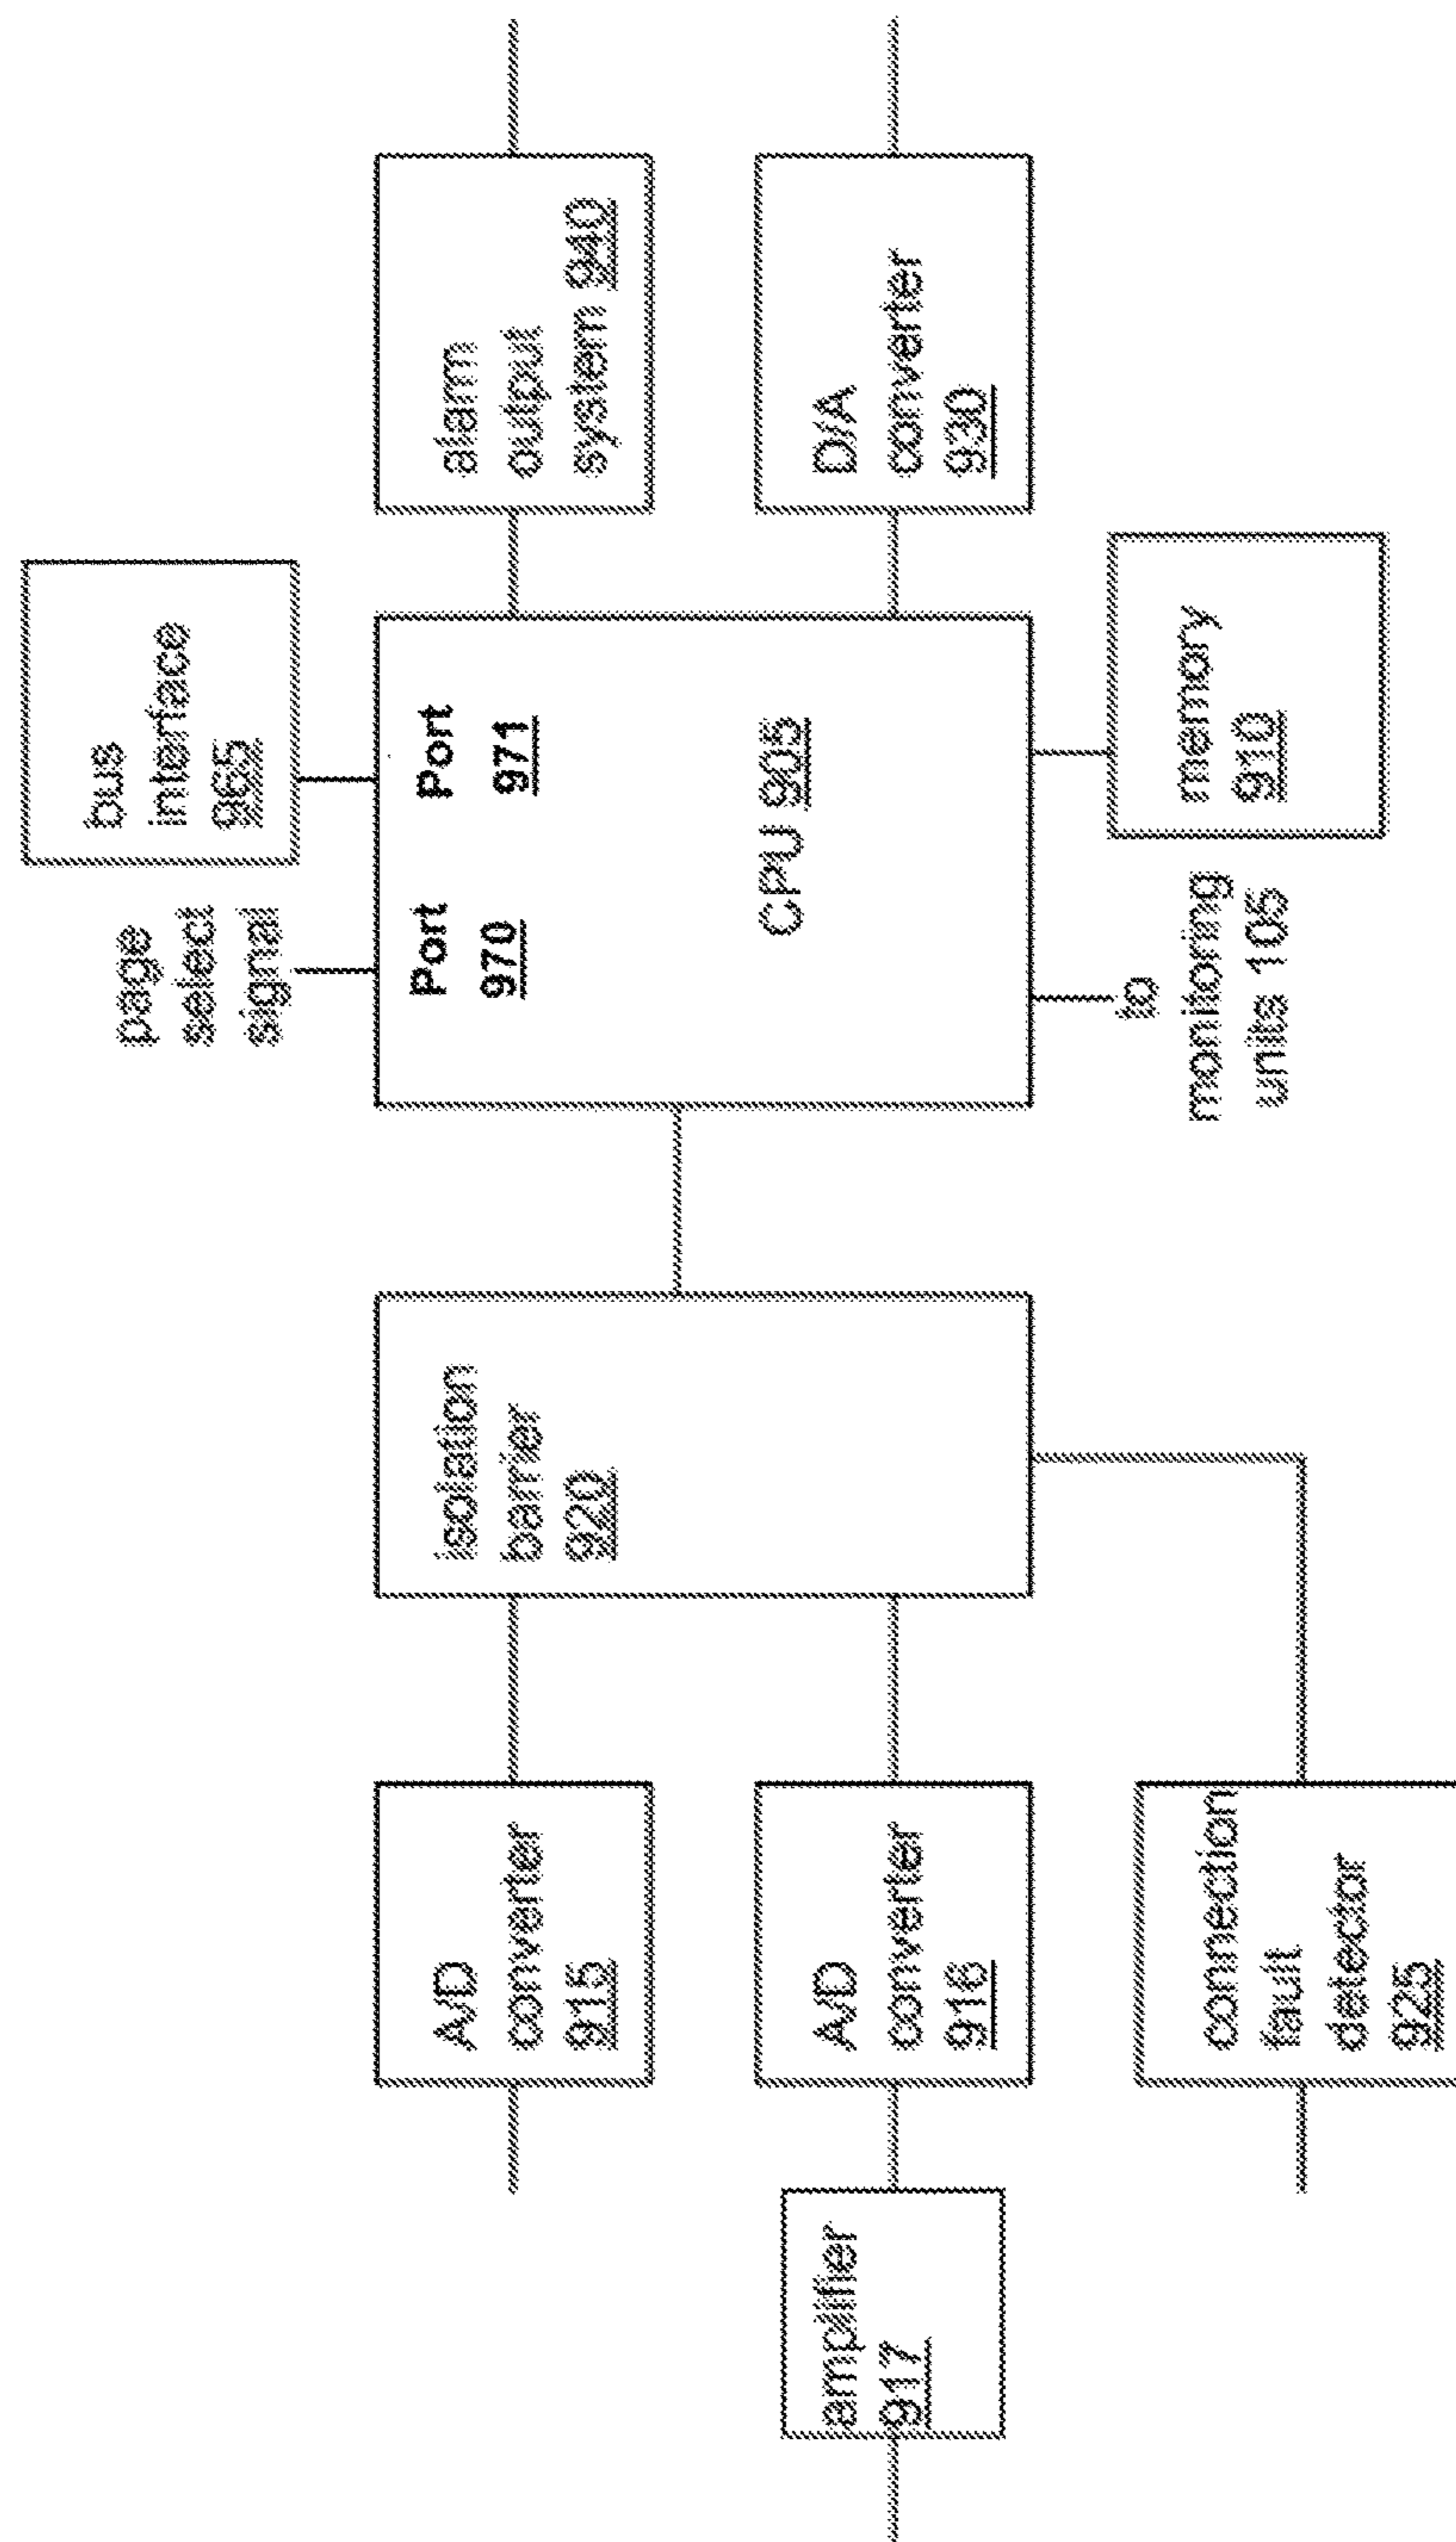 amplifier
917
A/D
converter
915
A/D
converter
916
connection
fault
detector
925
isolation
barrier
920
page
select
signal
bus
interface
965
Port
970
Port
971
CPU 905
to
monitoring
units 105
memory
910
alarm
output
system 940
D/A
converter
930